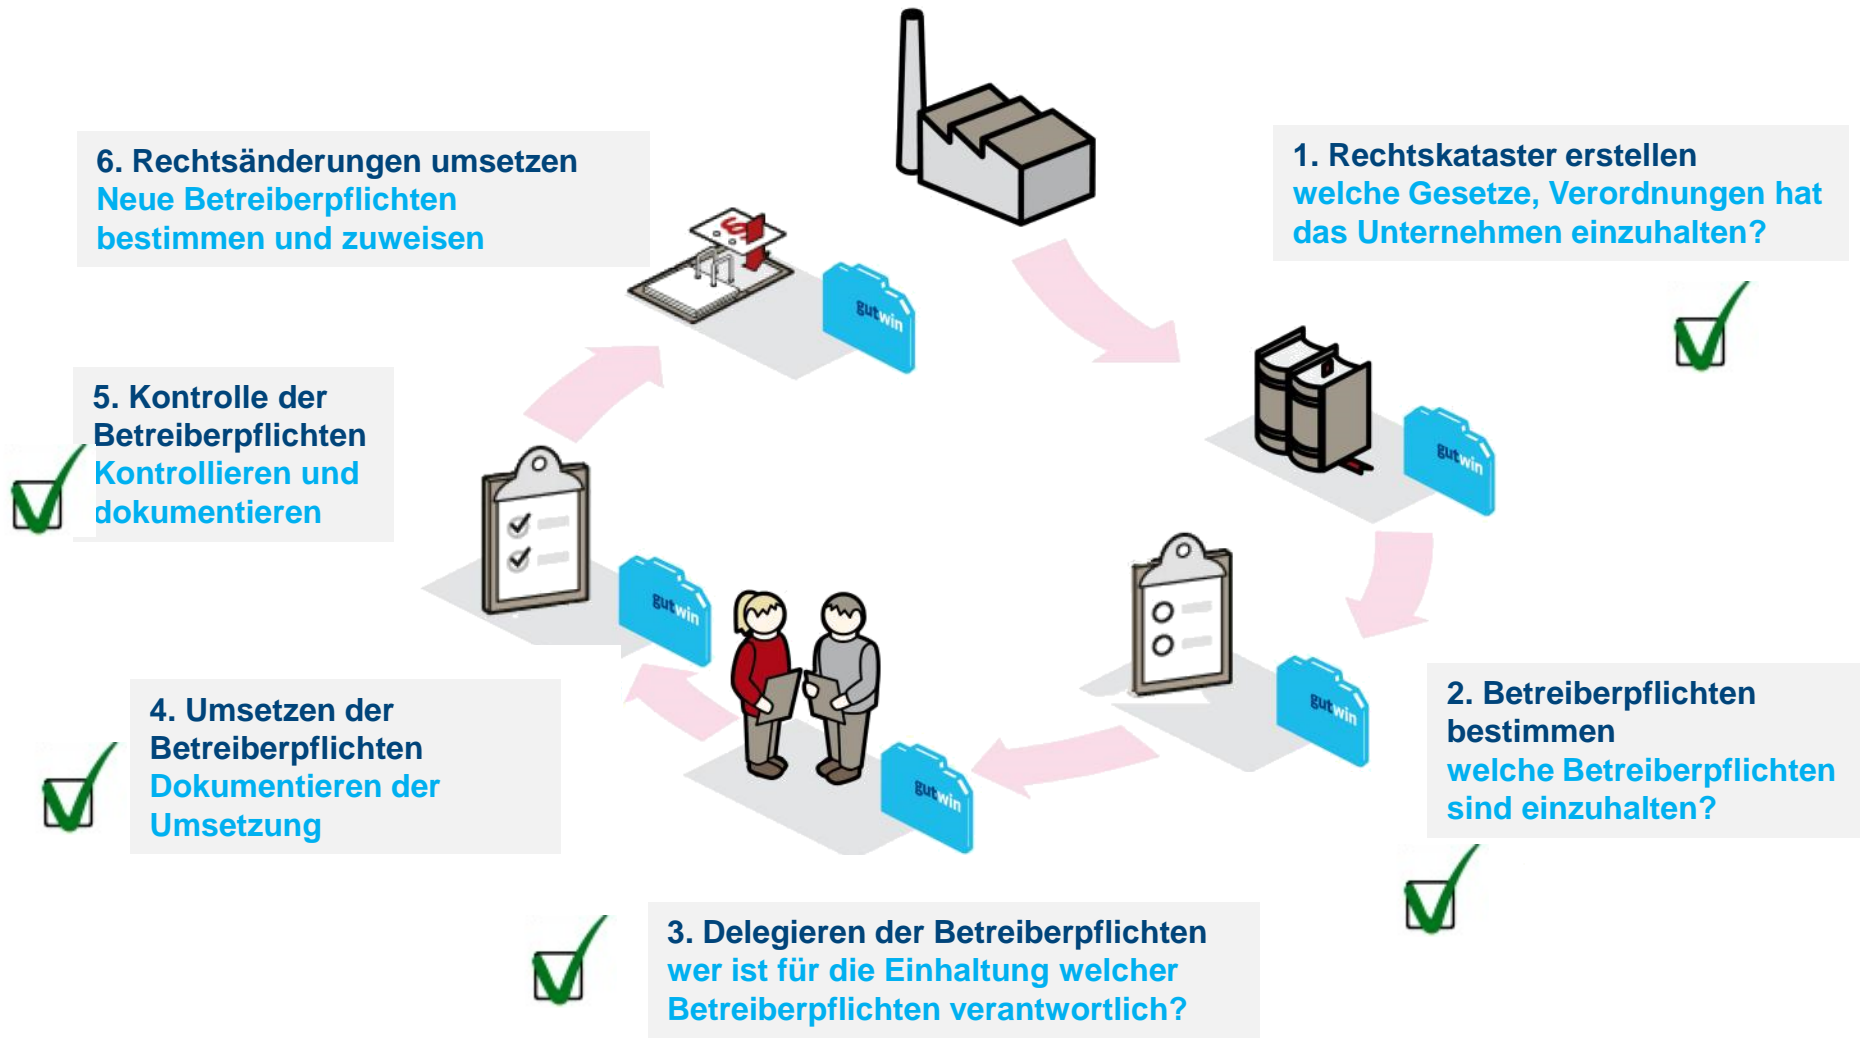 1. Rechtskataster erstellen
welche Gesetze, Verordnungen hat
das Unternehmen einzuhalten?
gutwin
2. Betreiberpflichten
bestimmen
welche Betreiberpflichten
sind einzuhalten?
gutwin
3. Delegieren der Betreiberpflichten
wer ist für die Einhaltung welcher
Betreiberpflichten verantwortlich?
gutwin
4. Umsetzen der
Betreiberpflichten
Dokumentieren der
Umsetzung
gutwin
5. Kontrolle der
Betreiberpflichten
Kontrollieren und
dokumentieren
6. Rechtsänderungen umsetzen
Neue Betreiberpflichten
bestimmen und zuweisen
§
gutwin